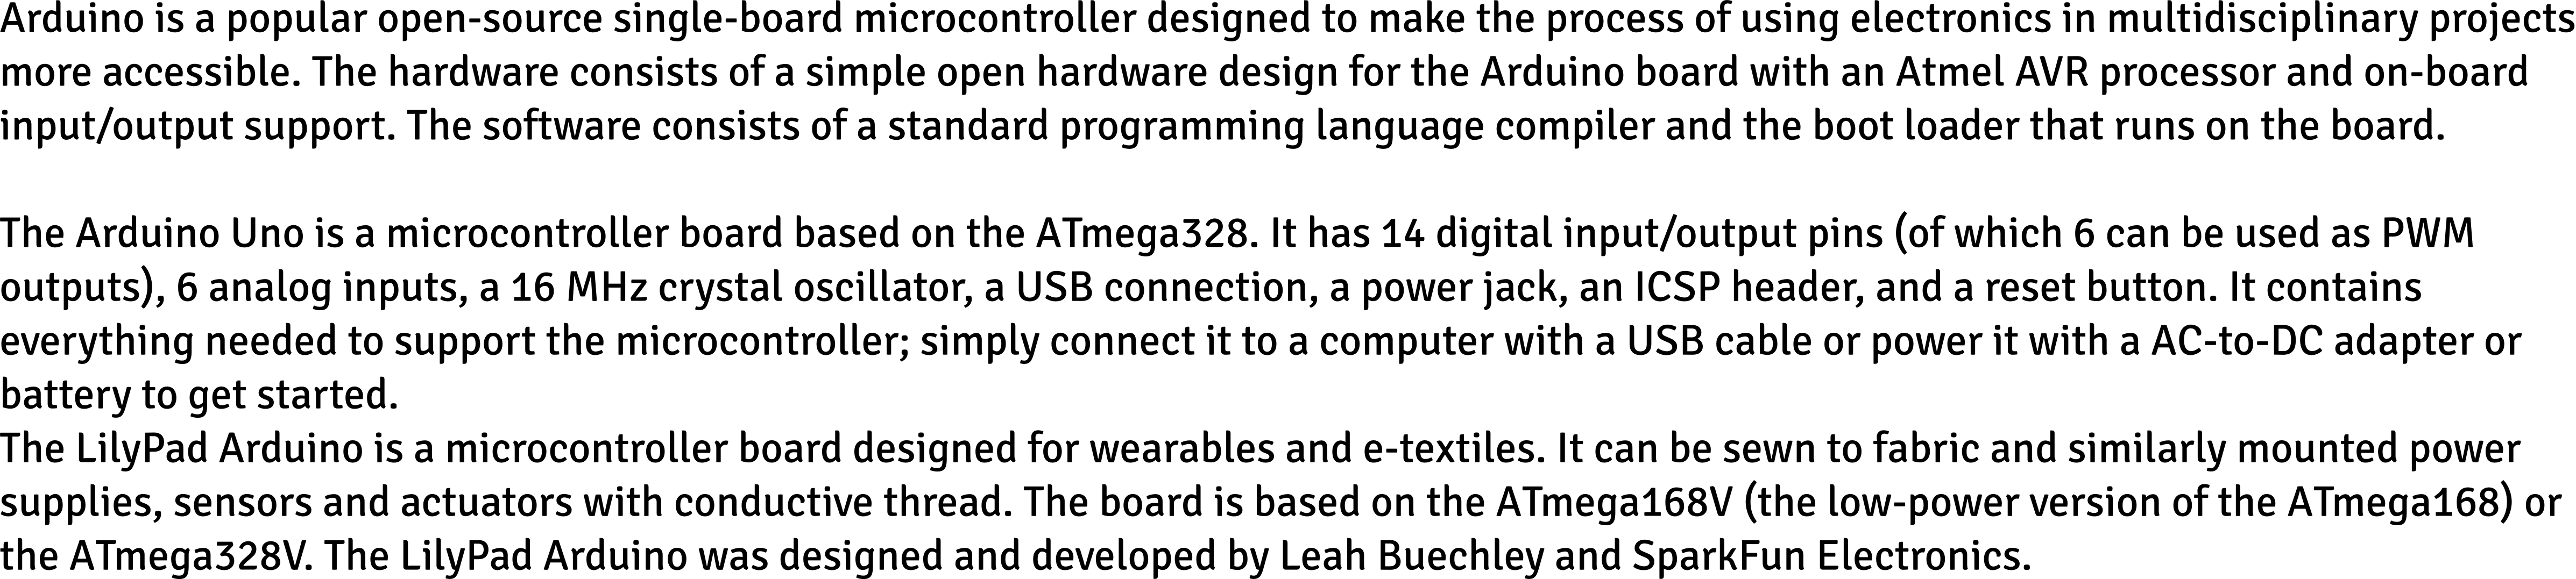 Arduino is a popular open-source single-board microcontroller designed to make the process of using electronics in multidisciplinary projects
more accessible. The hardware consists of a simple open hardware design for the Arduino board with an Atmel AVR processor and on-board
input/output support. The software consists of a standard programming language compiler and the boot loader that runs on the board.

The Arduino Uno is a microcontroller board based on the ATmega328. It has 14 digital input/output pins (of which 6 can be used as PWM
outputs), 6 analog inputs, a 16 MHz crystal oscillator, a USB connection, a power jack, an ICSP header, and a reset button. It contains
everything needed to support the microcontroller; simply connect it to a computer with a USB cable or power it with a AC-to-DC adapter or
battery to get started.
The LilyPad Arduino is a microcontroller board designed for wearables and e-textiles. It can be sewn to fabric and similarly mounted power
supplies, sensors and actuators with conductive thread. The board is based on the ATmega168V (the low-power version of the ATmega168) or
the ATmega328V. The LilyPad Arduino was designed and developed by Leah Buechley and SparkFun Electronics.